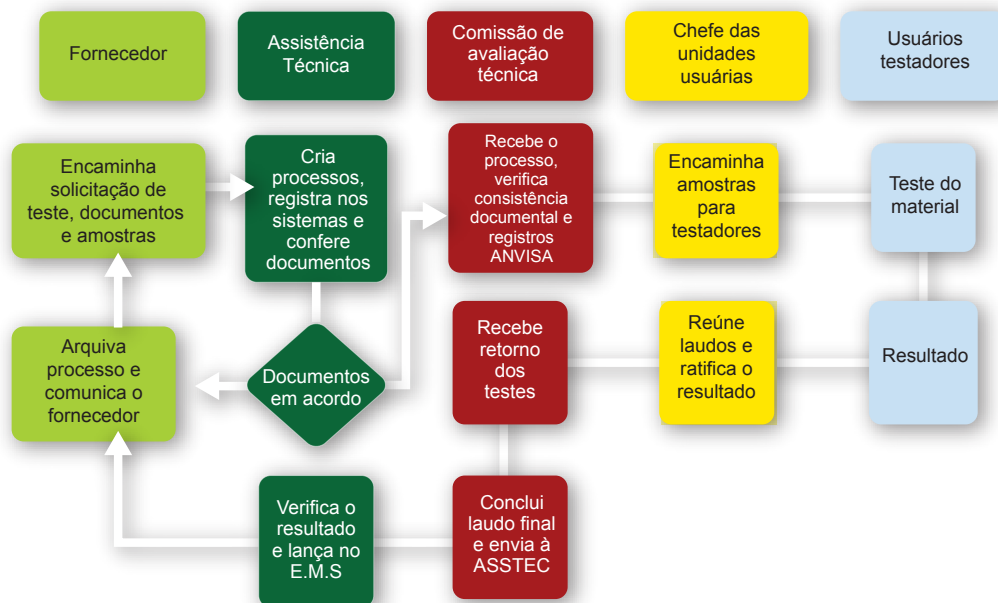 Fornecedor
Assistência
Técnica
Comissão de
avaliação
técnica
Chefe das
unidades
usuárias
Usuários
testadores
Encaminha
solicitação de
teste, documentos
e amostras
Cria
processos,
registra nos
sistemas e
confere
documentos
Recebe o
processo,
verifica
consistência
documental e
registros
ANVISA
Encaminha
amostras
para
testadores
Teste do
material
Arquiva
processo e
comunica o
fornecedor
Documentos
em acordo
Recebe
retorno
dos
testes
Reúne
laudos e
ratifica o
resultado
Resultado
Verifica o
resultado
e lança no
E.M.S
Conclui
laudo final
e envia à
ASSTEC